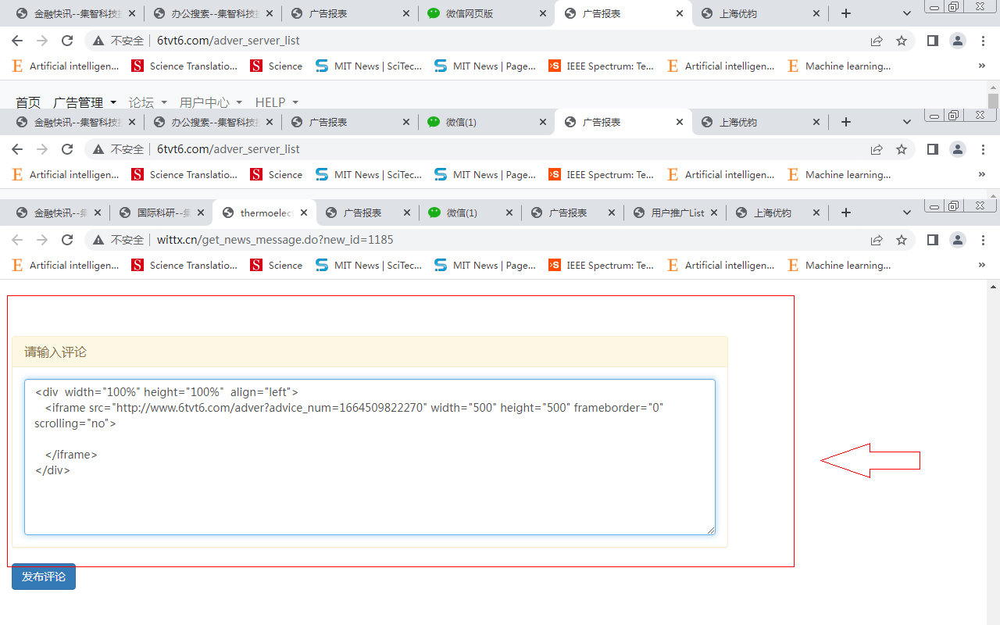 金融快讯--集智科技 办公搜索--集智科技 广告报表 微信网页版 广告报表 上海优钧
不安全 6tvt6.com/adver_server_list
Artificial intelligen... Science Translatio... Science MIT News | SciTec... MIT News | Page... IEEE Spectrum: Te... Artificial intelligen... Machine learning... »
首页 广告管理 论坛 用户中心 HELP
金融快讯--集智科技 办公搜索--集智科技 广告报表 微信(1) 广告报表 上海优钧
不安全 6tvt6.com/adver_server_list
Artificial intelligen... Science Translatio... Science MIT News | SciTec... MIT News | Page... IEEE Spectrum: Te... Artificial intelligen... Machine learning... »
金融快讯--集 国际科研--集 thermoelect 广告报表 微信(1) 广告报表 用户推广List 上海优钧
不安全 wittx.cn/get_news_message.do?new_id=1185
Artificial intelligen... Science Translatio... Science MIT News | SciTec... MIT News | Page... IEEE Spectrum: Te... Artificial intelligen... Machine learning... »
请输入评论
<div  width="100%" height="100%"  align="left">
<iframe src="http://www.6tvt6.com/adver?advice_num=1664509822270" width="500" height="500" frameborder="0"
scrolling="no">
</iframe>
</div>
发布评论